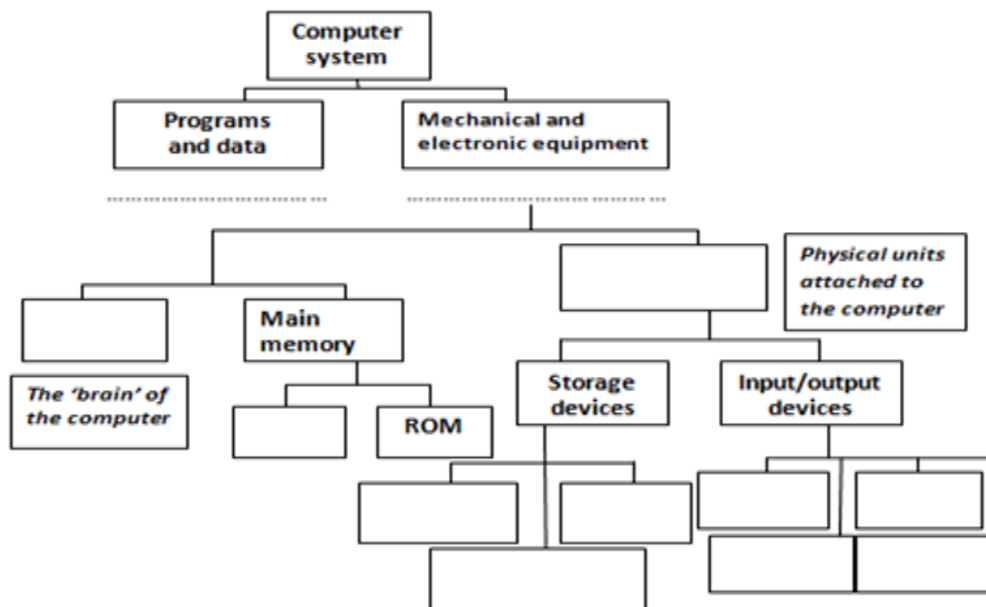 Computer
system
Programs
and data
Mechanical and
electronic equipment
.................................. ...
............................. .......... ...
Physical units
attached to
the computer
Main
memory
The ‘brain’ of
the computer
Storage
devices
Input/output
devices
ROM